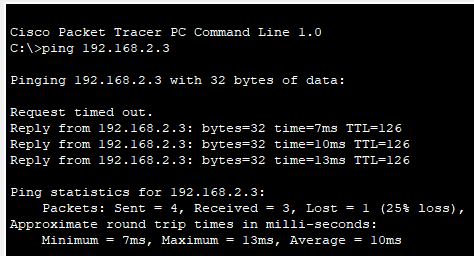 Cisco Packet Tracer PC Command Line 1.0
C:\>ping 192.168.2.3
Pinging 192.168.2.3 with 32 bytes of data:
Request timed out.
Reply from 192.168.2.3: bytes=32 time=7ms TTL=126
Reply from 192.168.2.3: bytes=32 time=10ms TTL=126
Reply from 192.168.2.3: bytes=32 time=13ms TTL=126
Ping statistics for 192.168.2.3:
Packets: Sent = 4, Received = 3, Lost = 1 (25% loss),
Approximate round trip times in milli-seconds:
Minimum = 7ms, Maximum = 13ms, Average = 10ms